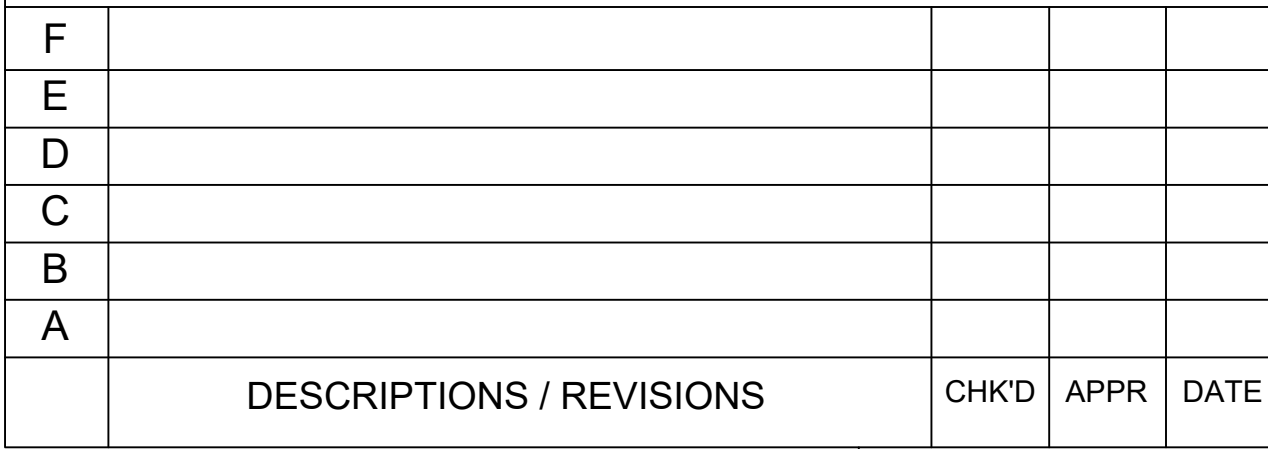 F
E
D
C
B
A
DESCRIPTIONS / REVISIONS CHK'D APPR DATE